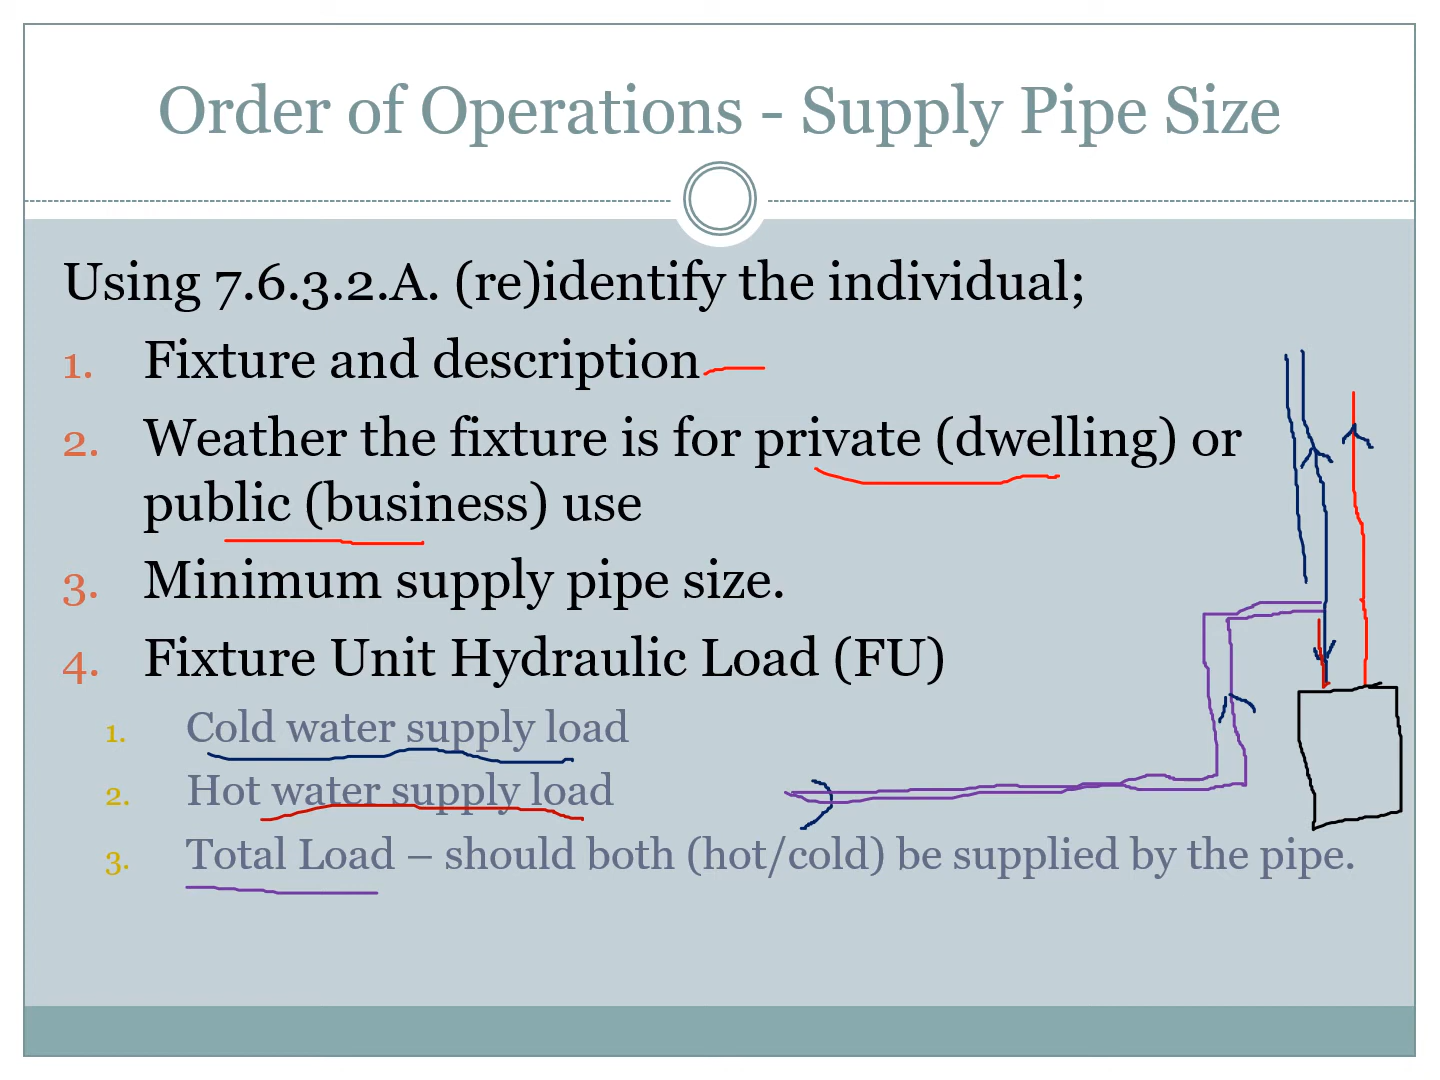 Order of Operations - Supply Pipe Size
Using 7.6.3.2.A. (re)identify the individual;
1. Fixture and description
2. Weather the fixture is for private (dwelling) or
public (business) use
3. Minimum supply pipe size.
4. Fixture Unit Hydraulic Load (FU)
1. Cold water supply load
2. Hot water supply load
3. Total Load – should both (hot/cold) be supplied by the pipe.